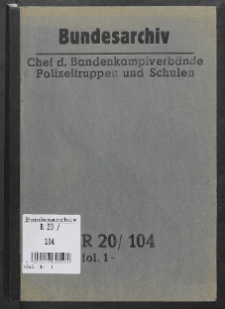 Bundesarchiv
Chef d. Bandenkampfverbände
Polizeitruppen und Schulen
Bundesarchiv
R 20 /
104
R 20/ 104
fol. 1 -